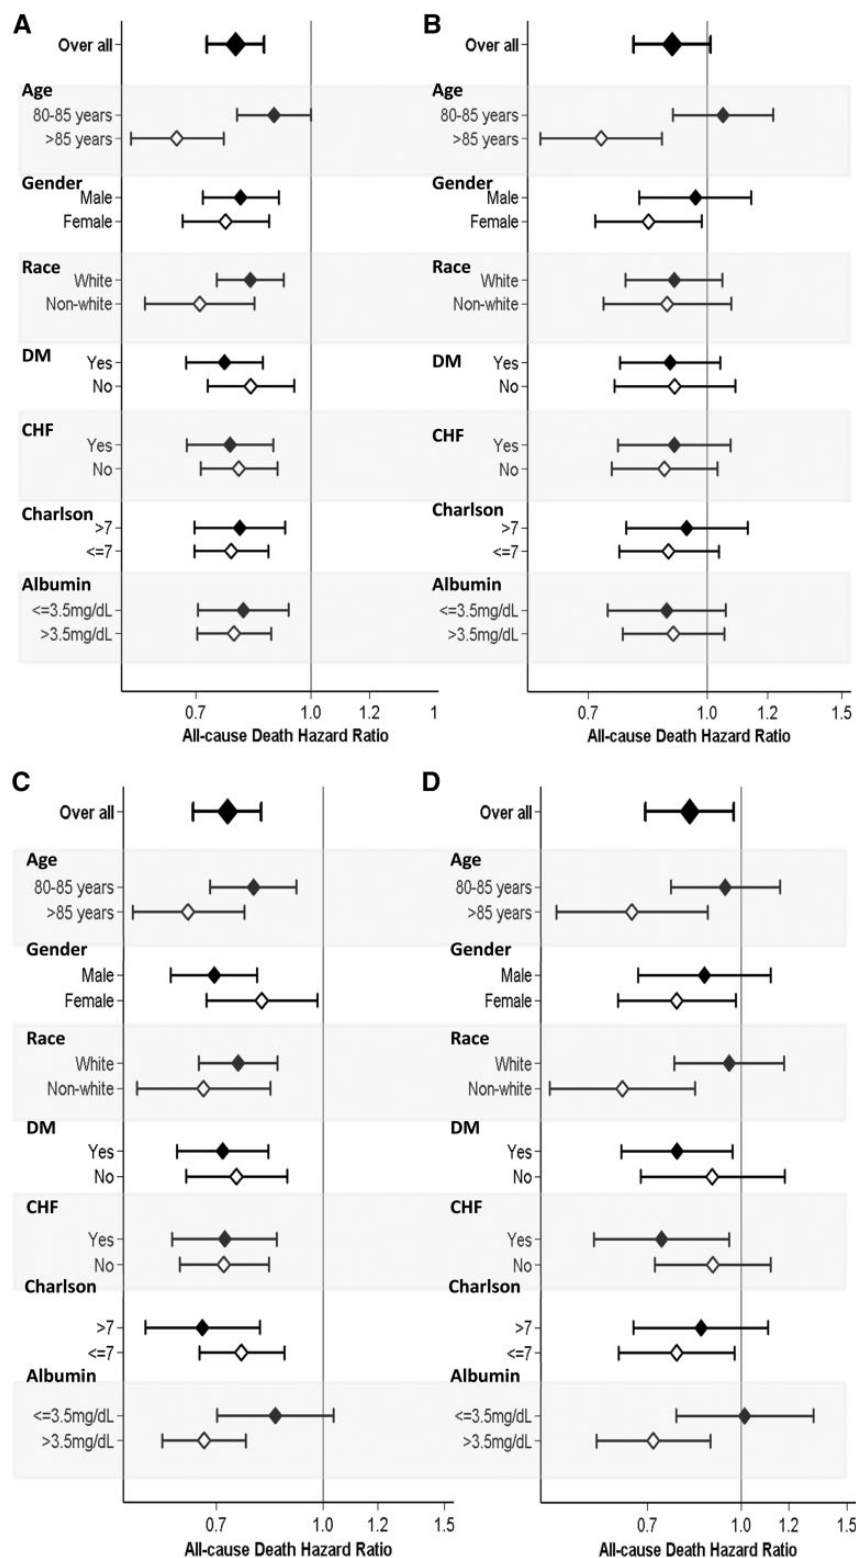 A
Over all
Age
80-85 years
>85 years
Gender
Male
Female
Race
White
Non-white
DM
Yes
No
CHF
Yes
No
Charlson
>7
<=7
Albumin
<=3.5mg/dL
>3.5mg/dL
0.7 1.0 1.2 1
All-cause Death Hazard Ratio
B
Over all
Age
80-85 years
>85 years
Gender
Male
Female
Race
White
Non-white
DM
Yes
No
CHF
Yes
No
Charlson
>7
<=7
Albumin
<=3.5mg/dL
>3.5mg/dL
0.7 1.0 1.2 1.5
All-cause Death Hazard Ratio
C
Over all
Age
80-85 years
>85 years
Gender
Male
Female
Race
White
Non-white
DM
Yes
No
CHF
Yes
No
Charlson
>7
<=7
Albumin
<=3.5mg/dL
>3.5mg/dL
0.7 1.0 1.2 1.5
All-cause Death Hazard Ratio
D
Over all
Age
80-85 years
>85 years
Gender
Male
Female
Race
White
Non-white
DM
Yes
No
CHF
Yes
No
Charlson
>7
<=7
Albumin
<=3.5mg/dL
>3.5mg/dL
0.7 1.0 1.2 1.5
All-cause Death Hazard Ratio